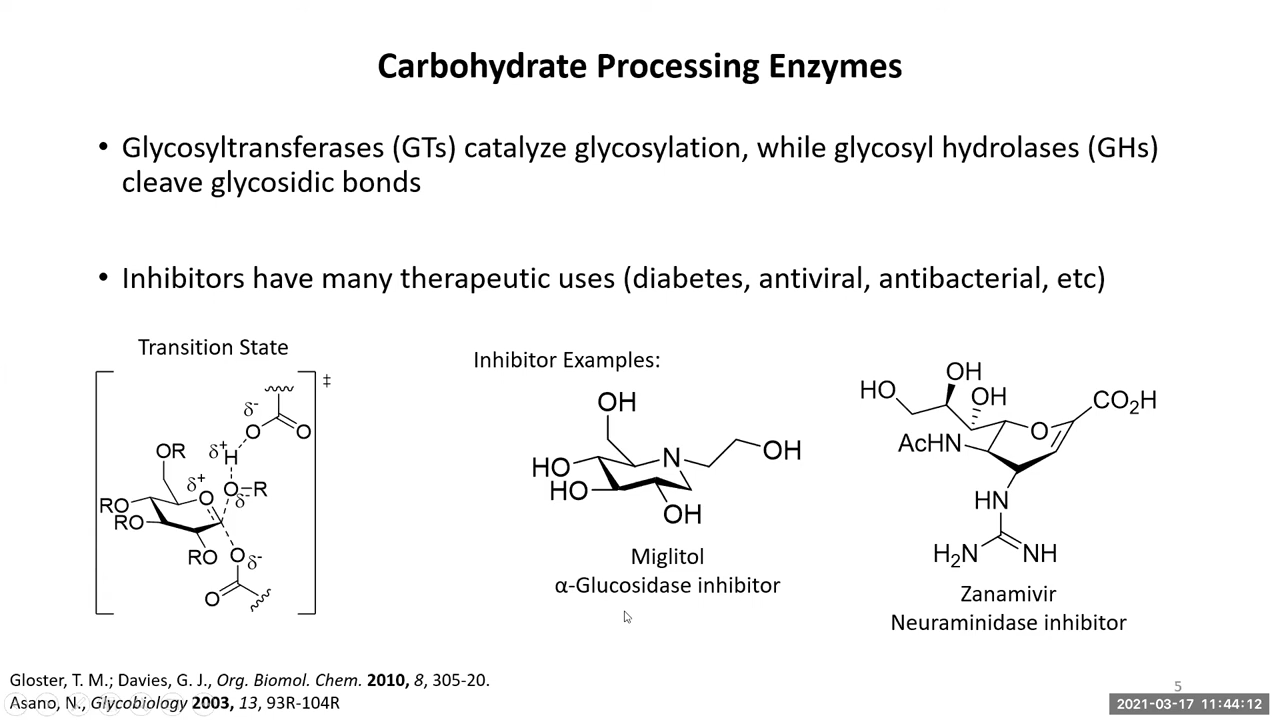 Carbohydrate Processing Enzymes
• Glycosyltransferases (GTs) catalyze glycosylation, while glycosyl hydrolases (GHs)
cleave glycosidic bonds
• Inhibitors have many therapeutic uses (diabetes, antiviral, antibacterial, etc)
Transition State
‡
δ-
O
O
δ+
H
OR
δ+
O
O-R
δ-
RO
RO
RO
O
δ-
O
Inhibitor Examples:
OH
HO
HO
N
OH
OH
Miglitol
α-Glucosidase inhibitor
HO
OH
OH
O
CO2H
AcHN
HN
H2N
NH
Zanamivir
Neuraminidase inhibitor
Gloster, T. M.; Davies, G. J., Org. Biomol. Chem. 2010, 8, 305-20.
Asano, N., Glycobiology 2003, 13, 93R-104R
5
2021-03-17 11:44:12